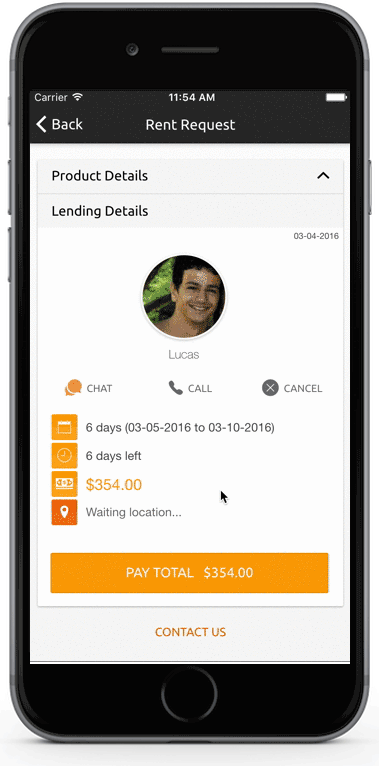 Carrier 11:54 AM
Back Rent Request
Product Details
Lending Details
03-04-2016
Lucas
CHAT CALL CANCEL
6 days (03-05-2016 to 03-10-2016)
6 days left
$354.00
Waiting location...
PAY TOTAL $354.00
CONTACT US